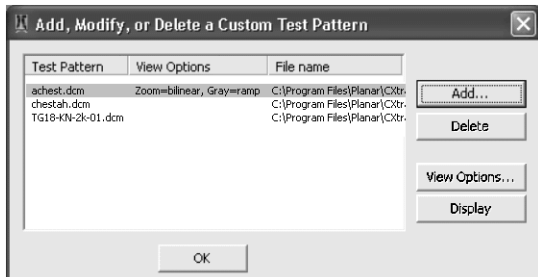 Add, Modify, or Delete a Custom Test Pattern
Test Pattern View Options File name
achest.dcm Zoom=bilinear, Gray=ramp C:\Program Files\Planar\CXtr
chestah.dcm C:\Program Files\Planar\CXtr
TG18-KN-2k-01.dcm C:\Program Files\Planar\CXtr
Add...
Delete
View Options...
Display
OK